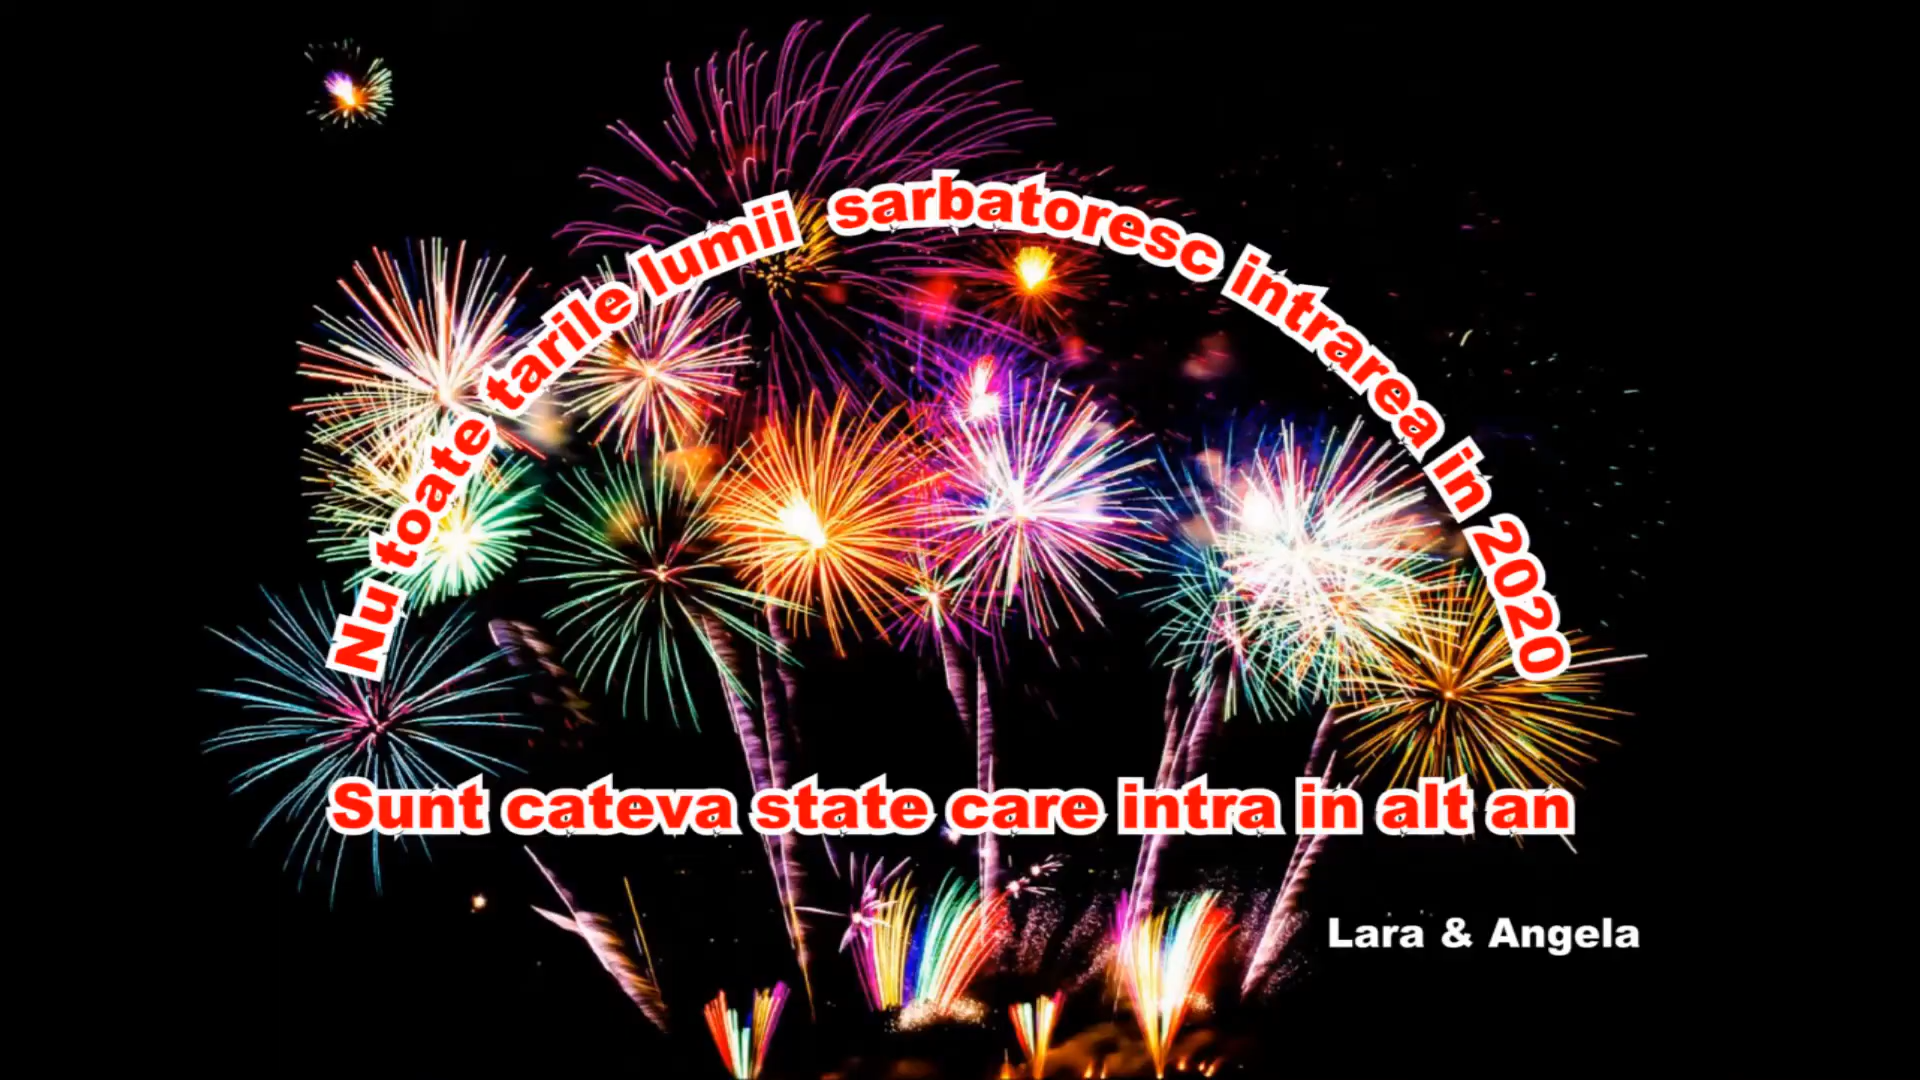 Nu toate tarile lumii sarbatoresc intrarea in 2020
Sunt cateva state care intra in alt an
Lara & Angela